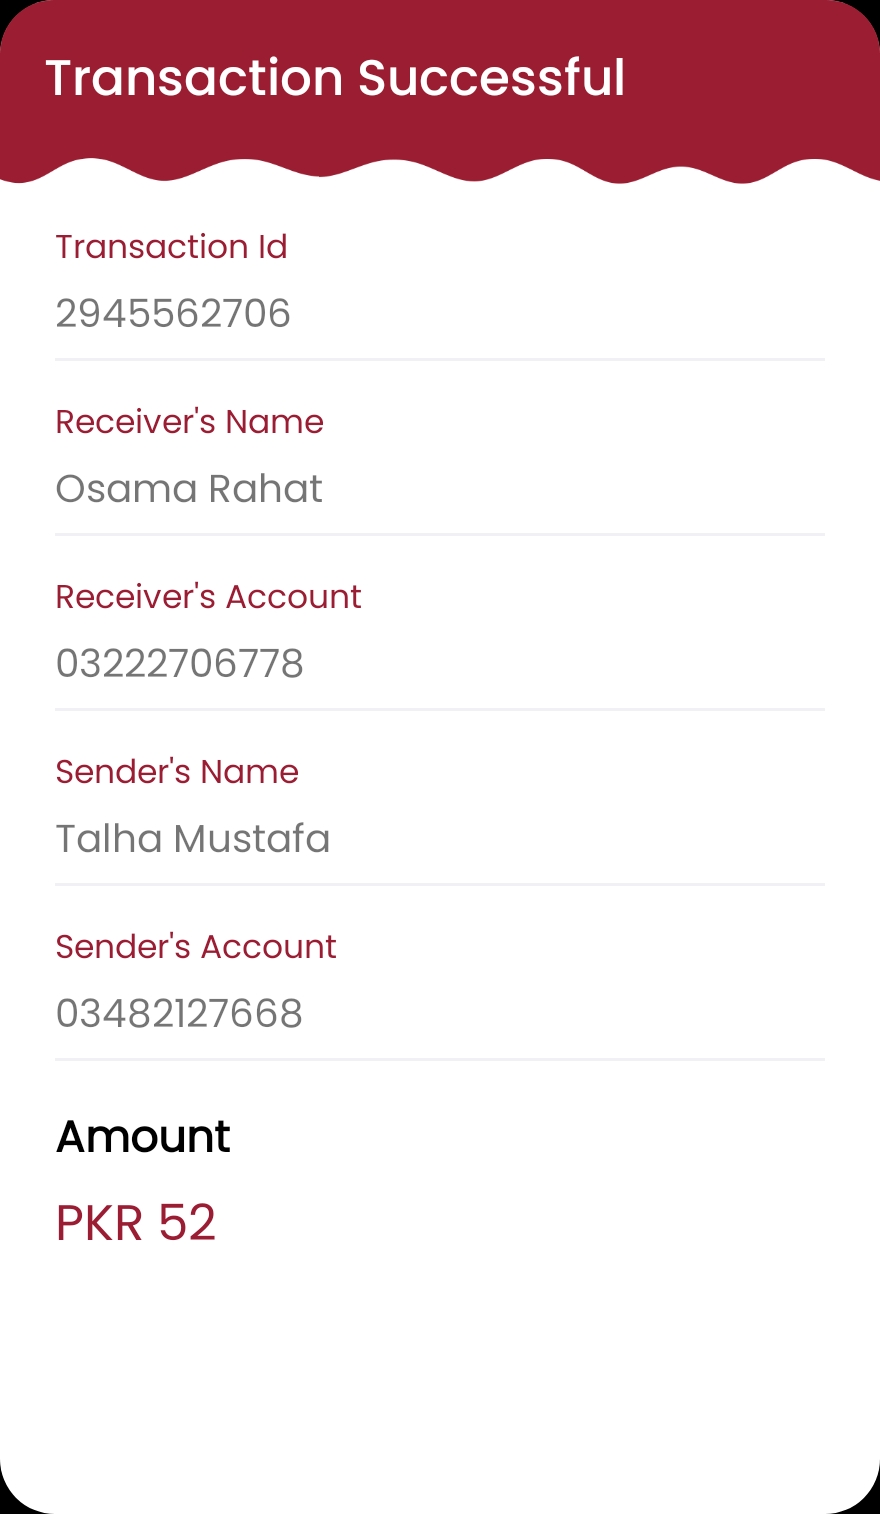 Transaction Successful
Transaction Id
2945562706
Receiver's Name
Osama Rahat
Receiver's Account
03222706778
Sender's Name
Talha Mustafa
Sender's Account
03482127668
Amount
PKR 52